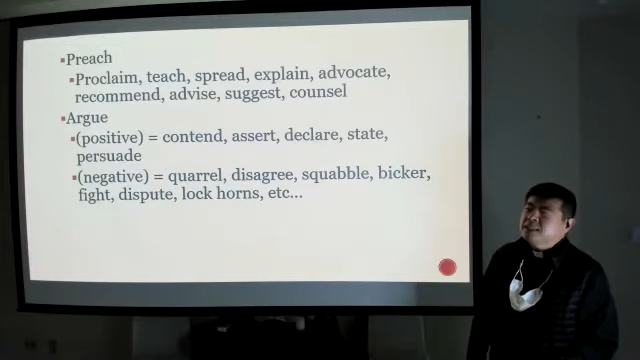 Preach
Proclaim, teach, spread, explain, advocate,
recommend, advise, suggest, counsel
Argue
(positive) = contend, assert, declare, state,
persuade
(negative) = quarrel, disagree, squabble, bicker,
fight, dispute, lock horns, etc...